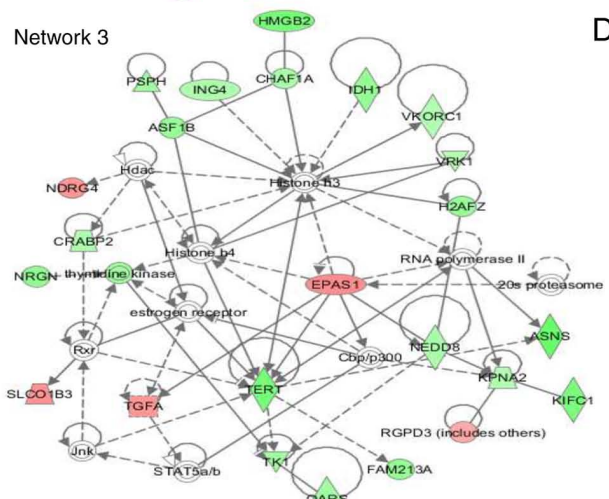 HMGB2
Network 3
D
PSPH
ING4
CHAF1A
IDH1
VKORC1
ASF1B
VRK1
Hdac
Histone h3
NDRG4
H2AFZ
CRABP2
Histone h4
RNA polymerase II
NRGN
thymidine kinase
EPAS1
20s proteasome
estrogen receptor
ASNS
Rxr
Cbp/p300
NEDD8
KPNA2
SLCO1B3
TGFA
TERT
KIFC1
RGPD3 (includes others)
Jnk
STAT5a/b
TK1
FAM213A